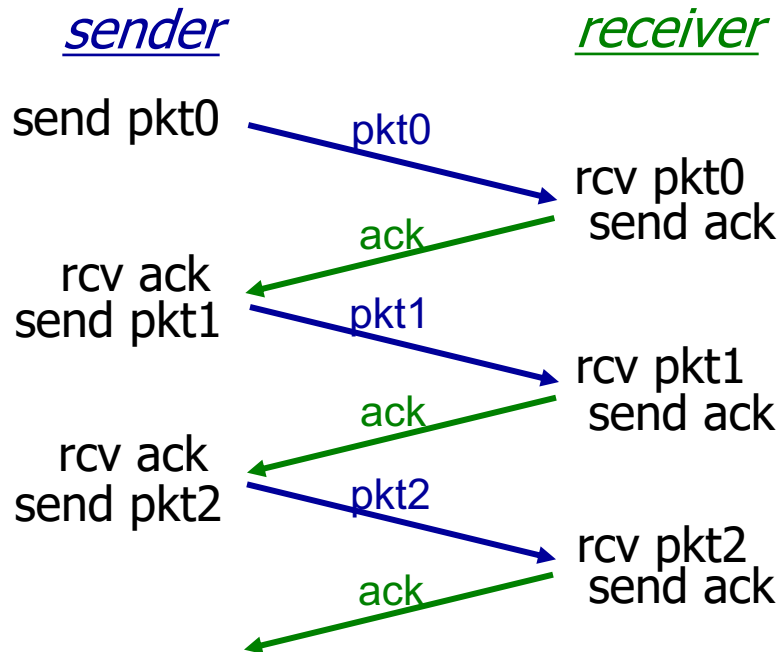 sender
receiver
send pkt0
pkt0
rcv pkt0
send ack
ack
rcv ack
send pkt1
pkt1
rcv pkt1
send ack
ack
rcv ack
send pkt2
pkt2
rcv pkt2
send ack
ack